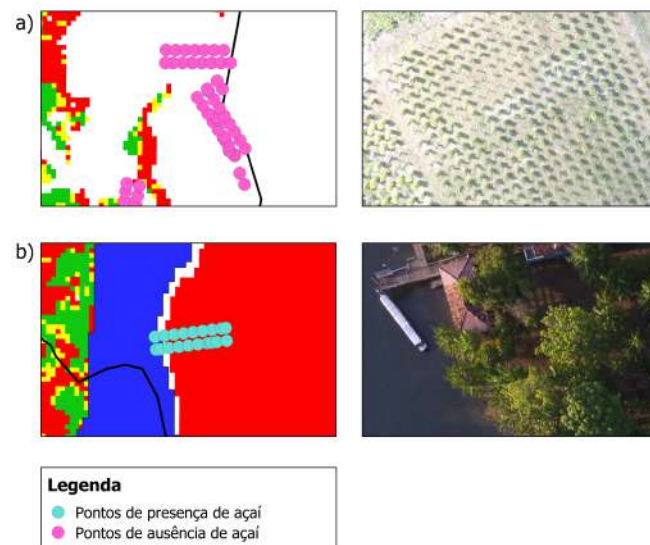 a)
b)
Legenda
Pontos de presença de açaí
Pontos de ausência de açaí